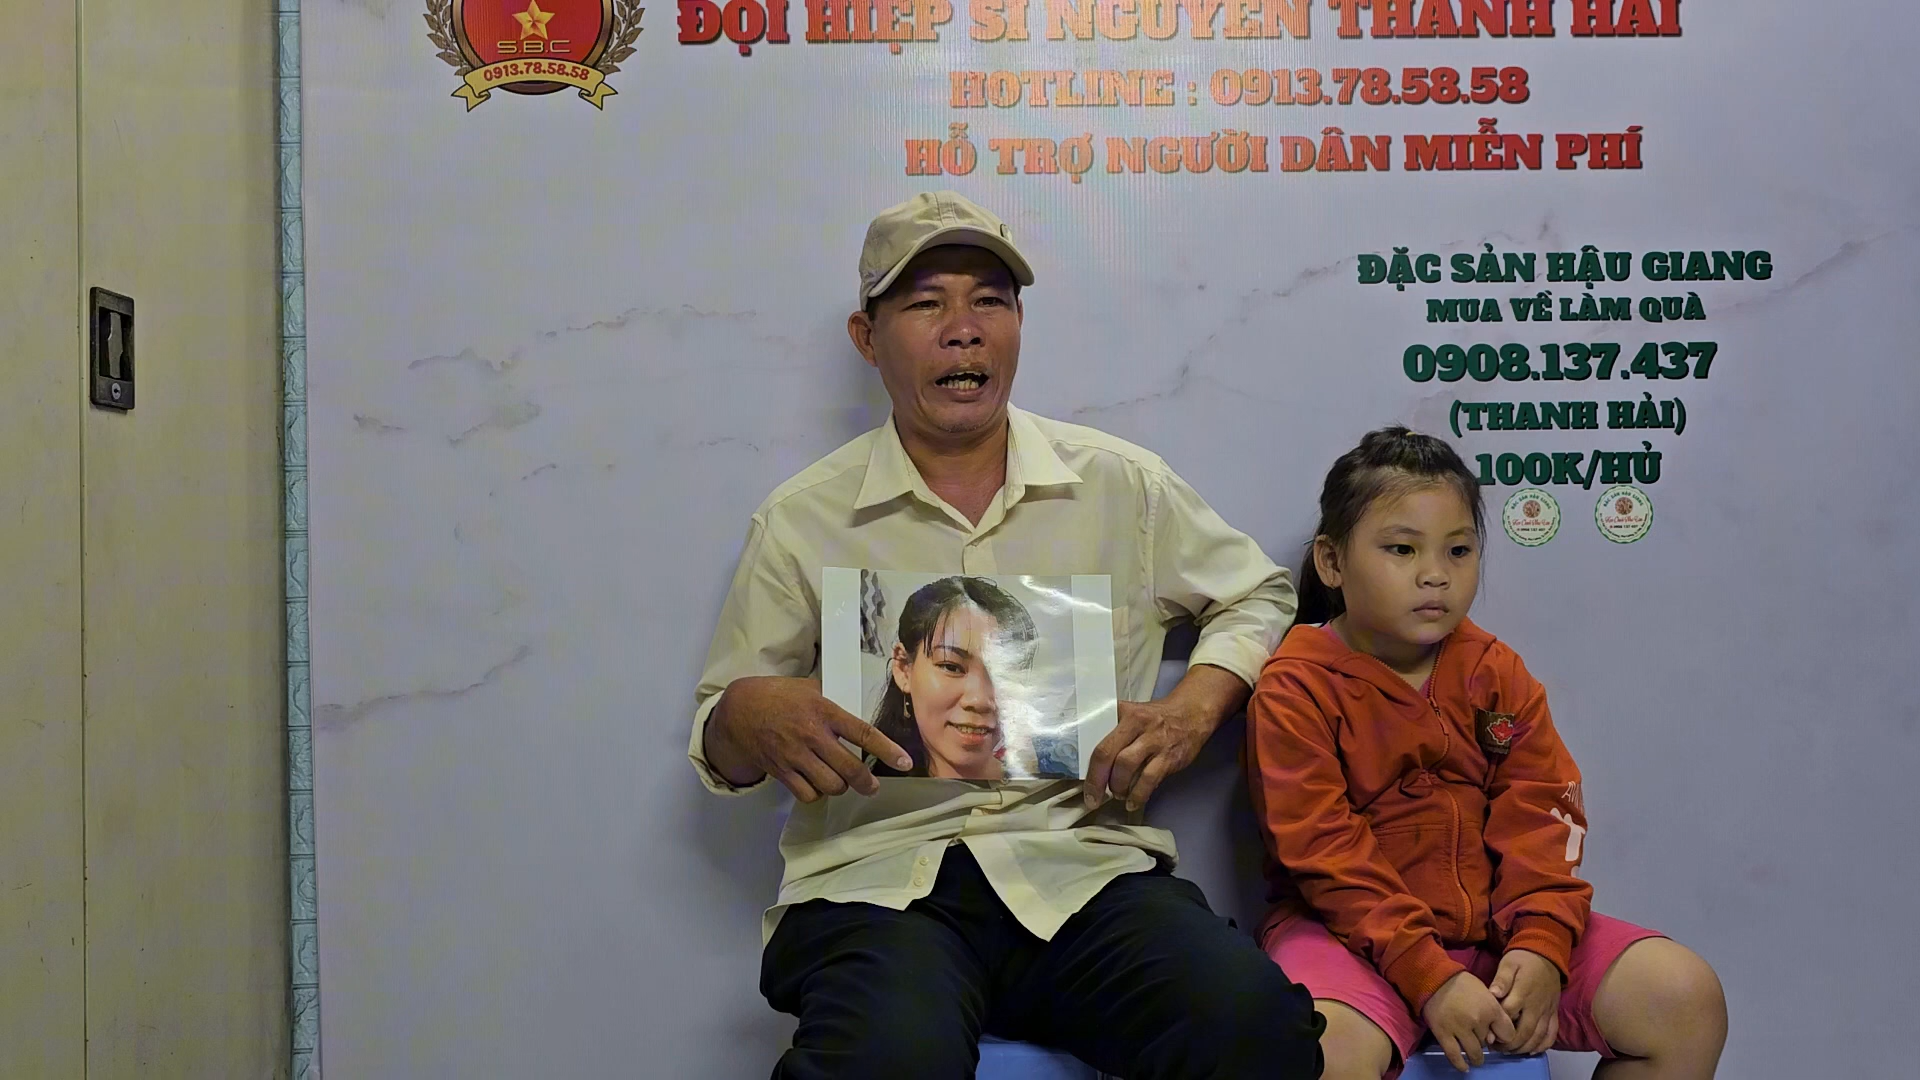 ĐỘI HIỆP SĨ NGUYỄN THANH HẢI
S.B.C
0913.78.58.58
HOTLINE : 0913.78.58.58
HỖ TRỢ NGƯỜI DÂN MIỄN PHÍ
ĐẶC SẢN HẬU GIANG
MUA VỀ LÀM QUÀ
0908.137.437
(THANH HẢI)
100K/HỦ